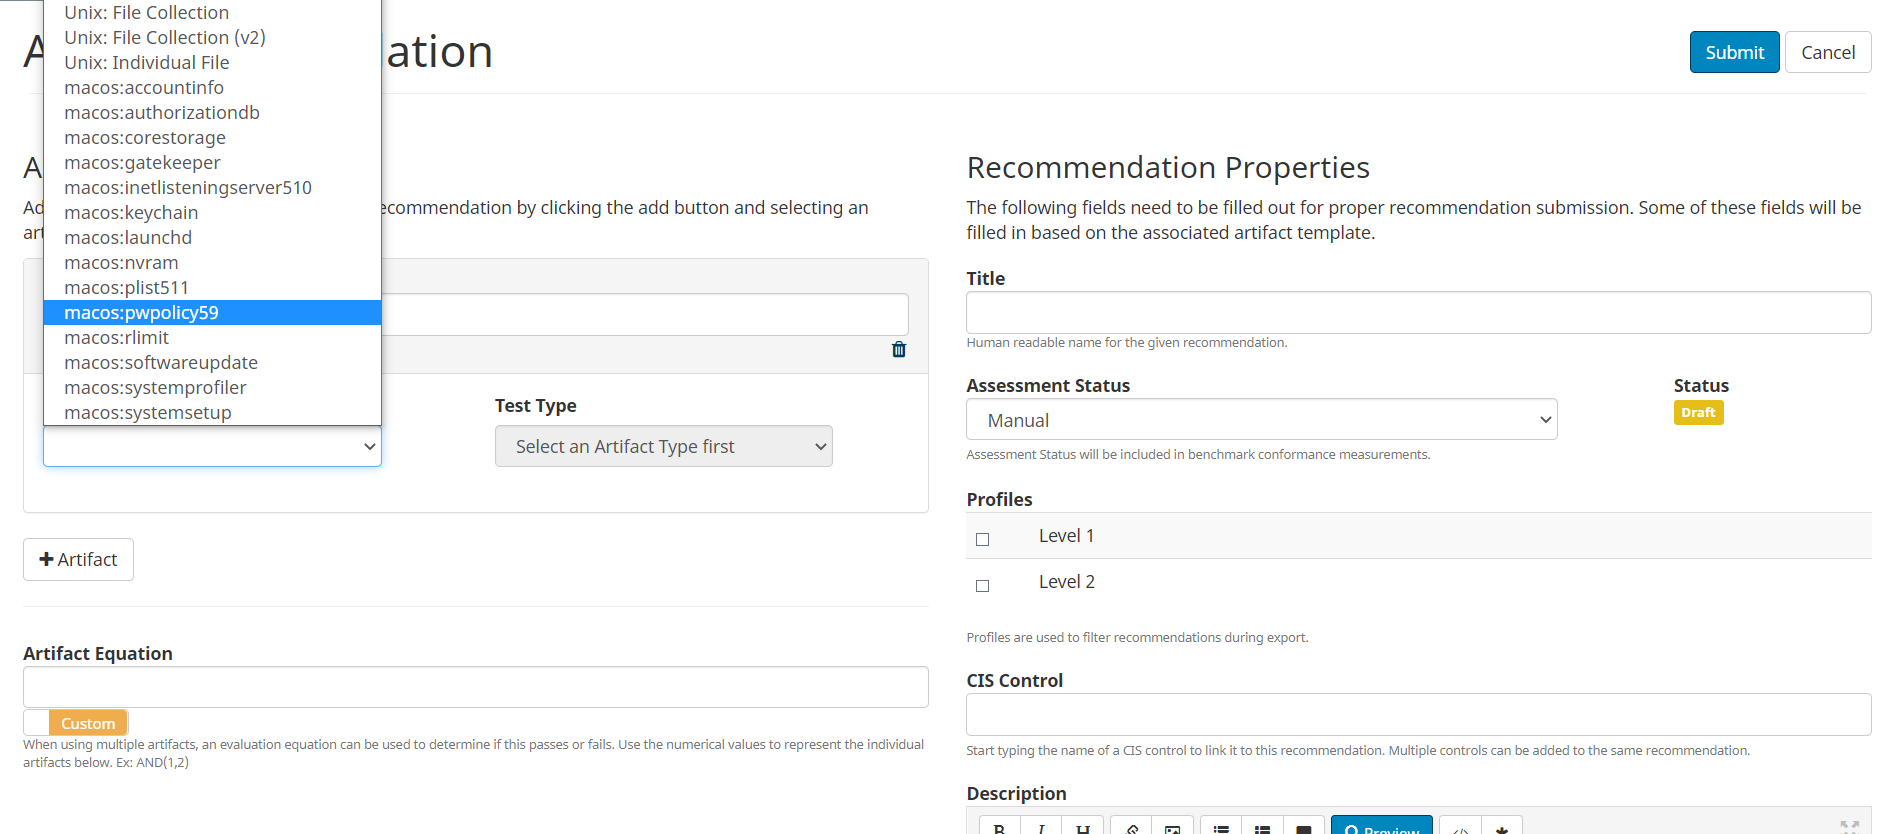 Unix: File Collection
Unix: File Collection (v2)
Unix: Individual File
macos:accountinfo
macos:authorizationdb
macos:corestorage
macos:gatekeeper
macos:inetlisteningserver510
macos:keychain
macos:launchd
macos:nvram
macos:plist511
macos:pwpolicy59
macos:rlimit
macos:softwareupdate
macos:systemprofiler
macos:systemsetup
Submit
Cancel
recommendation by clicking the add button and selecting an
Test Type
Select an Artifact Type first
Artifact
Artifact Equation
Custom
When using multiple artifacts, an evaluation equation can be used to determine if this passes or fails. Use the numerical values to represent the individual
artifacts below. Ex: AND(1,2)
Recommendation Properties
The following fields need to be filled out for proper recommendation submission. Some of these fields will be
filled in based on the associated artifact template.
Title
Human readable name for the given recommendation.
Assessment Status
Manual
Assessment Status will be included in benchmark conformance measurements.
Status
Draft
Profiles
Level 1
Level 2
Profiles are used to filter recommendations during export.
CIS Control
Start typing the name of a CIS control to link it to this recommendation. Multiple controls can be added to the same recommendation.
Description
B I H
Preview